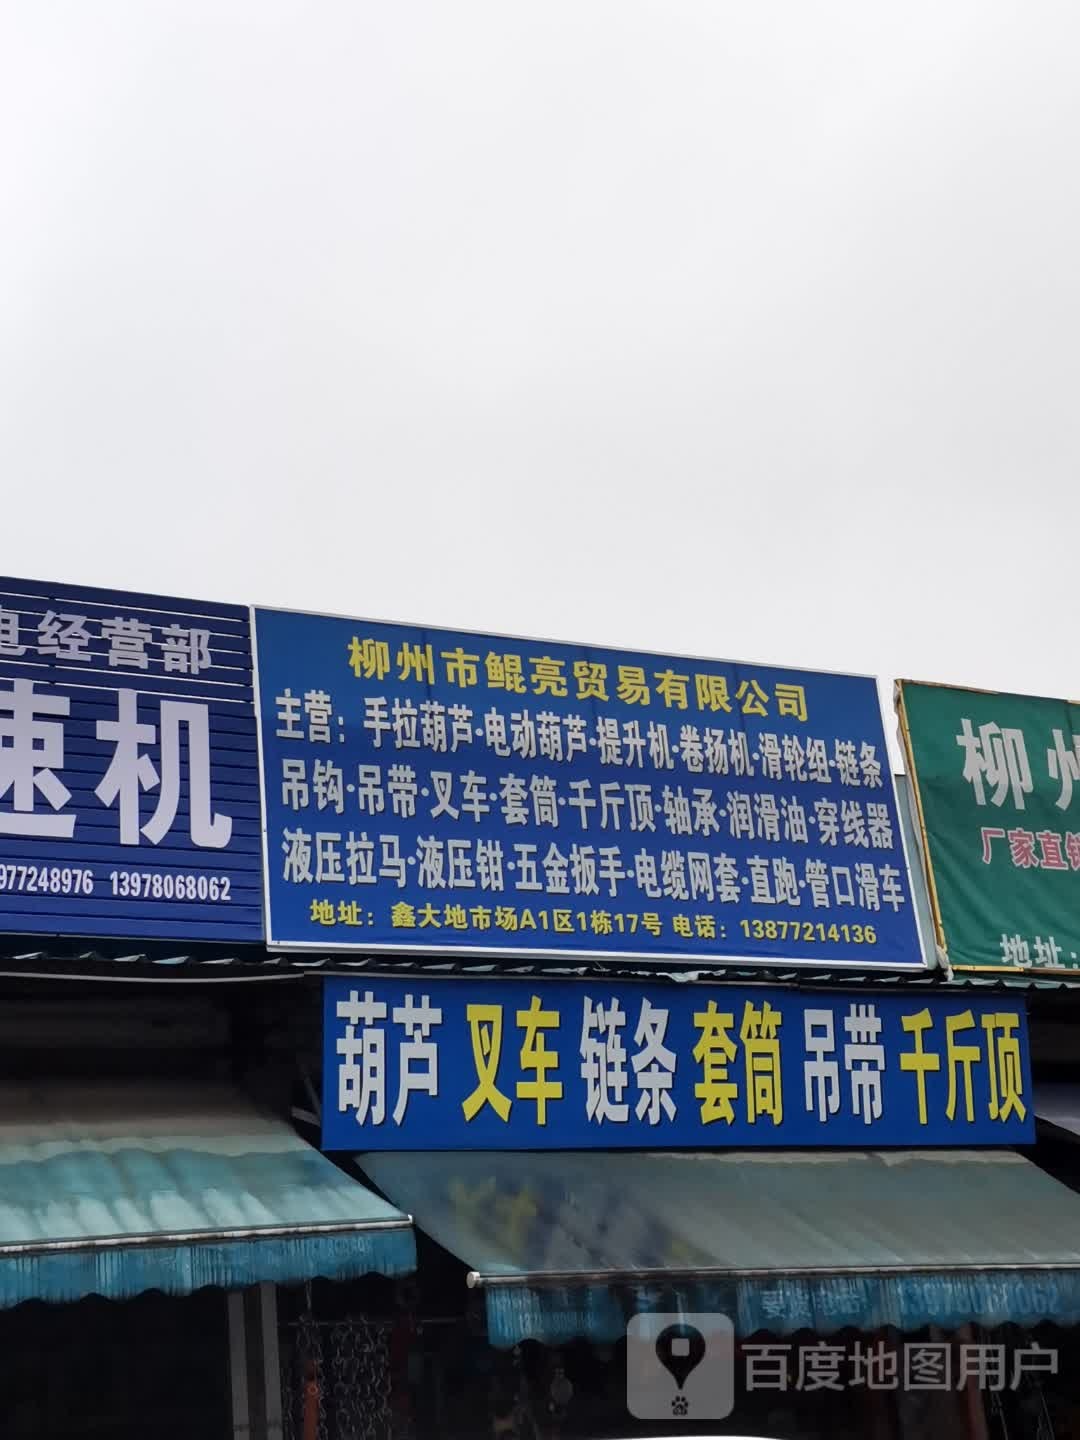 电经营部
速机
977248976 13978068062
柳州市鲲亮贸易有限公司
主营：手拉葫芦·电动葫芦·提升机·卷扬机·滑轮组·链条
吊钩·吊带·叉车·套筒·千斤顶·轴承·润滑油·穿线器
液压拉马·液压钳·五金扳手·电缆网套·直跑·管口滑车
地址：鑫大地市场A1区1栋17号 电话：13877214136
柳州
厂家直销
地址：
葫芦 叉车 链条 套筒 吊带 千斤顶
13978068062
百度地图用户